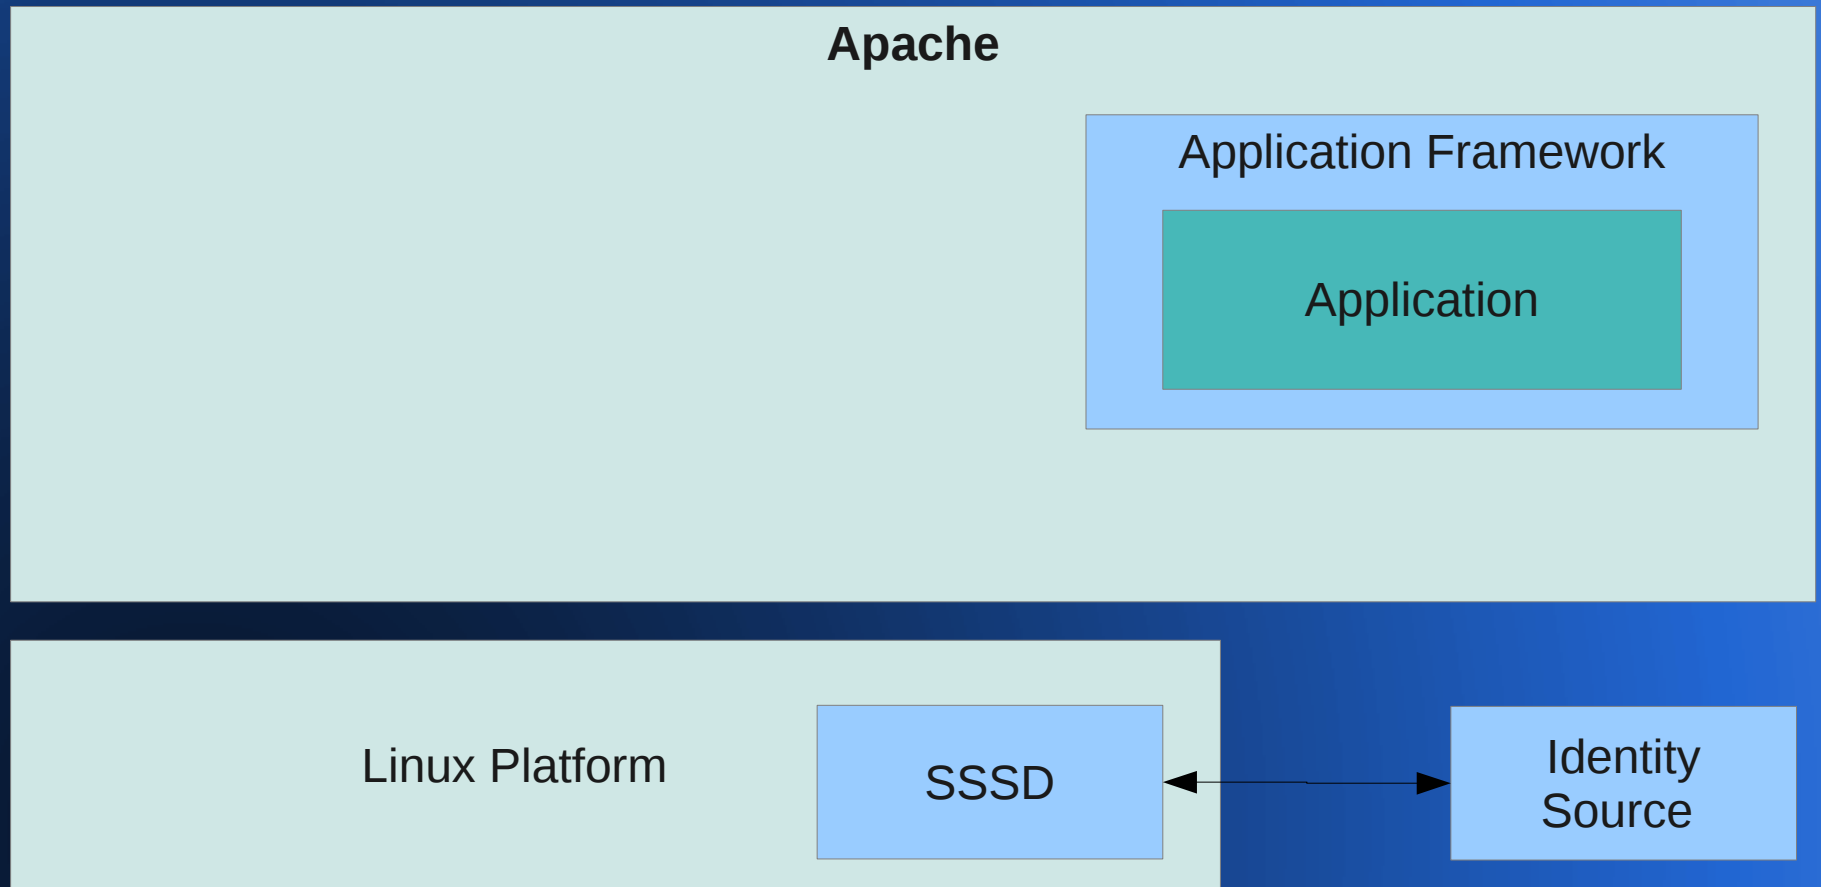 Apache
Application Framework
Application
Linux Platform
SSSD
Identity
Source